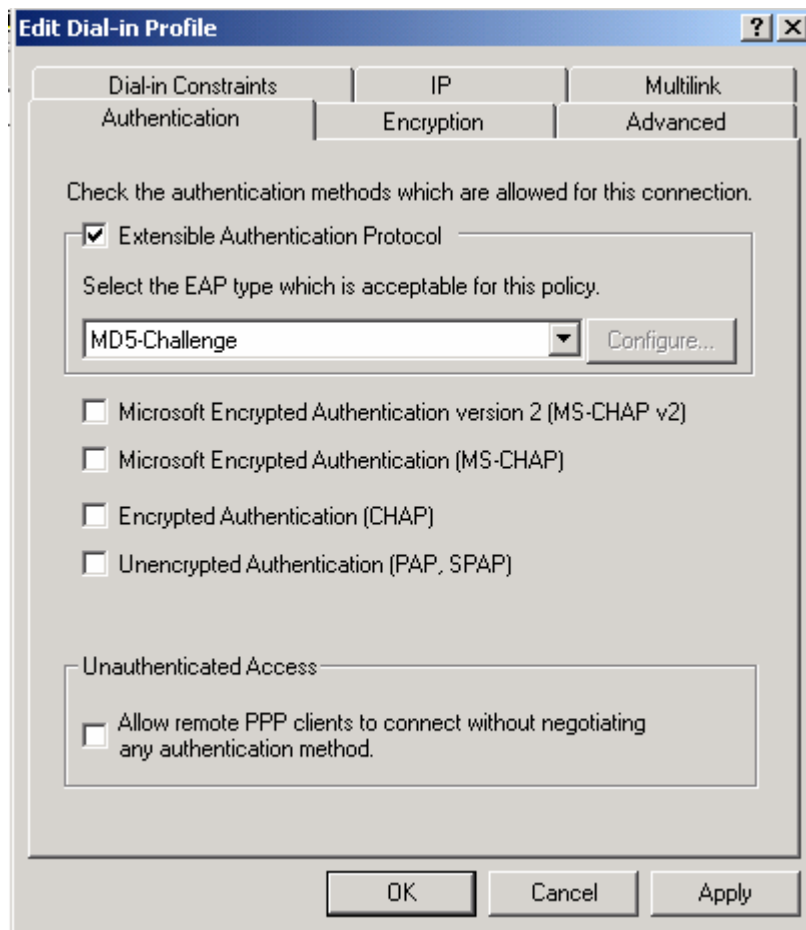 Edit Dial-in Profile
Dial-in Constraints IP Multilink
Authentication Encryption Advanced
Check the authentication methods which are allowed for this connection.
Extensible Authentication Protocol
Select the EAP type which is acceptable for this policy.
MD5-Challenge Configure...
Microsoft Encrypted Authentication version 2 (MS-CHAP v2)
Microsoft Encrypted Authentication (MS-CHAP)
Encrypted Authentication (CHAP)
Unencrypted Authentication (PAP, SPAP)
Unauthenticated Access
Allow remote PPP clients to connect without negotiating
any authentication method.
OK Cancel Apply